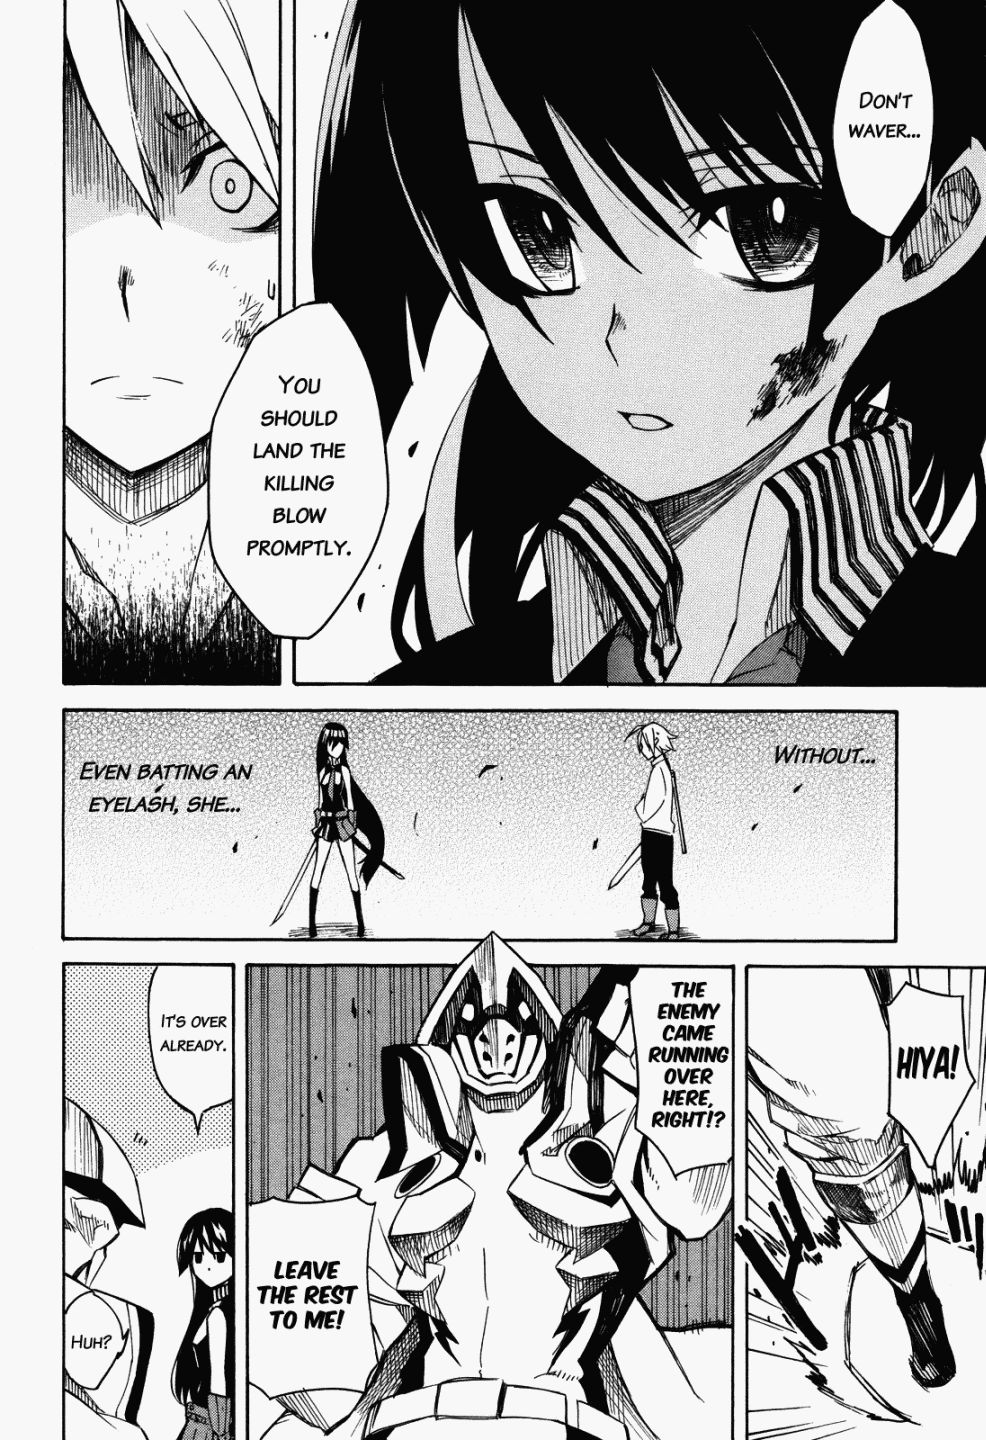 DON'T
WAVER...
YOU
SHOULD
LAND THE
KILLING
BLOW
PROMPTLY.
WITHOUT...
EVEN BATTING AN
EYELASH, SHE...
HIYA!
THE
ENEMY
CAME
RUNNING
OVER
HERE,
RIGHT!?
LEAVE
THE REST
TO ME!
IT'S OVER
ALREADY.
HUH?